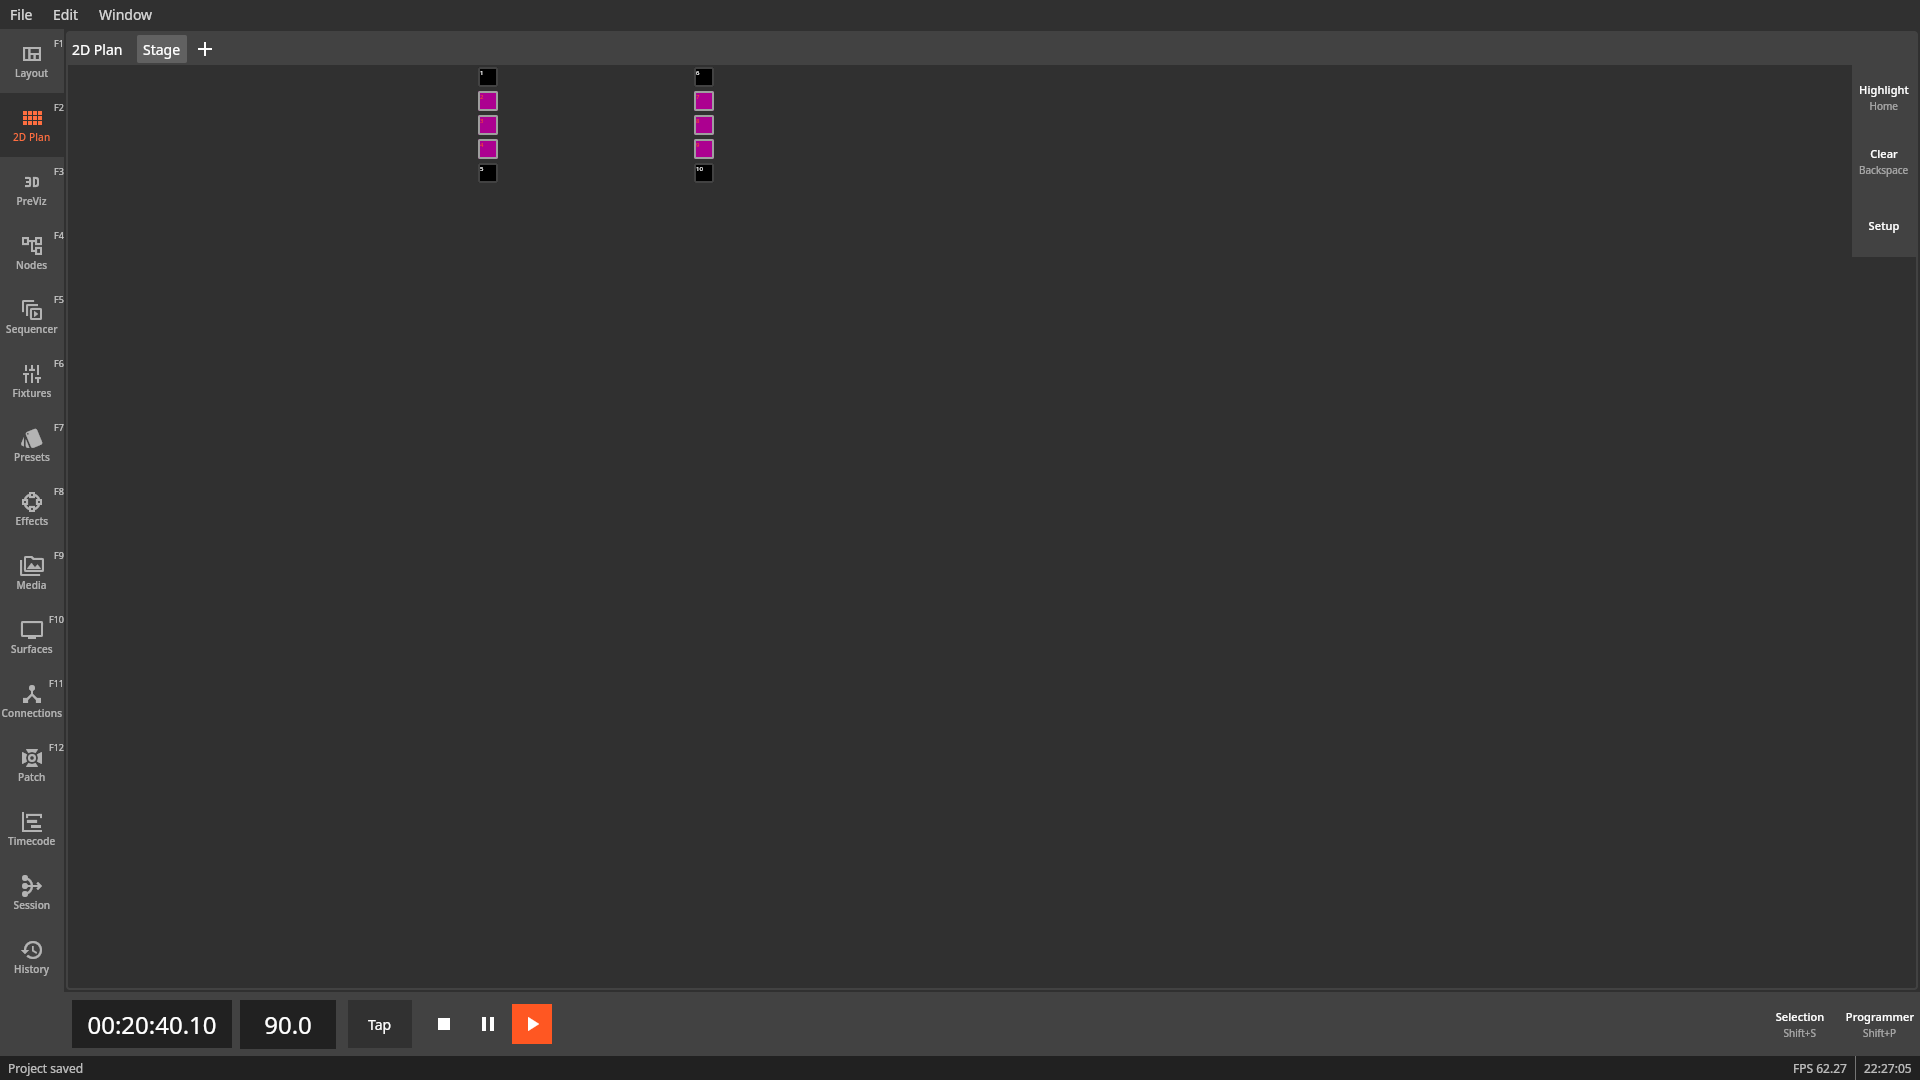 File Edit Window
F1
Layout
F2
2D Plan
F3
3D
PreViz
F4
Nodes
F5
Sequencer
F6
Fixtures
F7
Presets
F8
Effects
F9
Media
F10
Surfaces
F11
Connections
F12
Patch
Timecode
Session
History
2D Plan Stage
1 6
5 10
Highlight
Home
Clear
Backspace
Setup
00:20:40.10 90.0 Tap
Selection
Shift+S
Programmer
Shift+P
Project saved
FPS 62.27 22:27:05